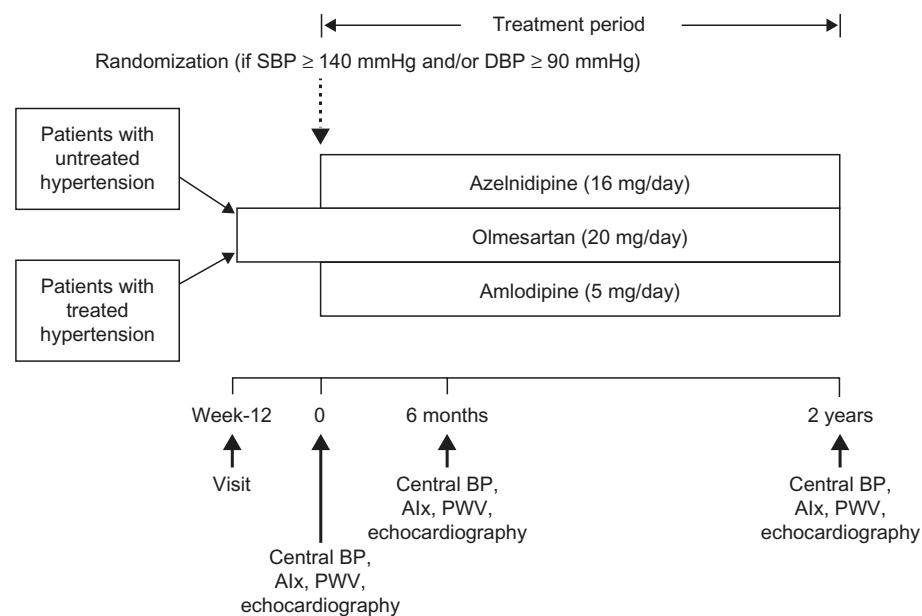 Treatment period
Randomization (if SBP ≥ 140 mmHg and/or DBP ≥ 90 mmHg)
Patients with
untreated
hypertension
Azelnidipine (16 mg/day)
Olmesartan (20 mg/day)
Patients with
treated
hypertension
Amlodipine (5 mg/day)
Week-12 0 6 months 2 years
Visit
Central BP,
AIx, PWV,
echocardiography
Central BP,
AIx, PWV,
echocardiography
Central BP,
AIx, PWV,
echocardiography